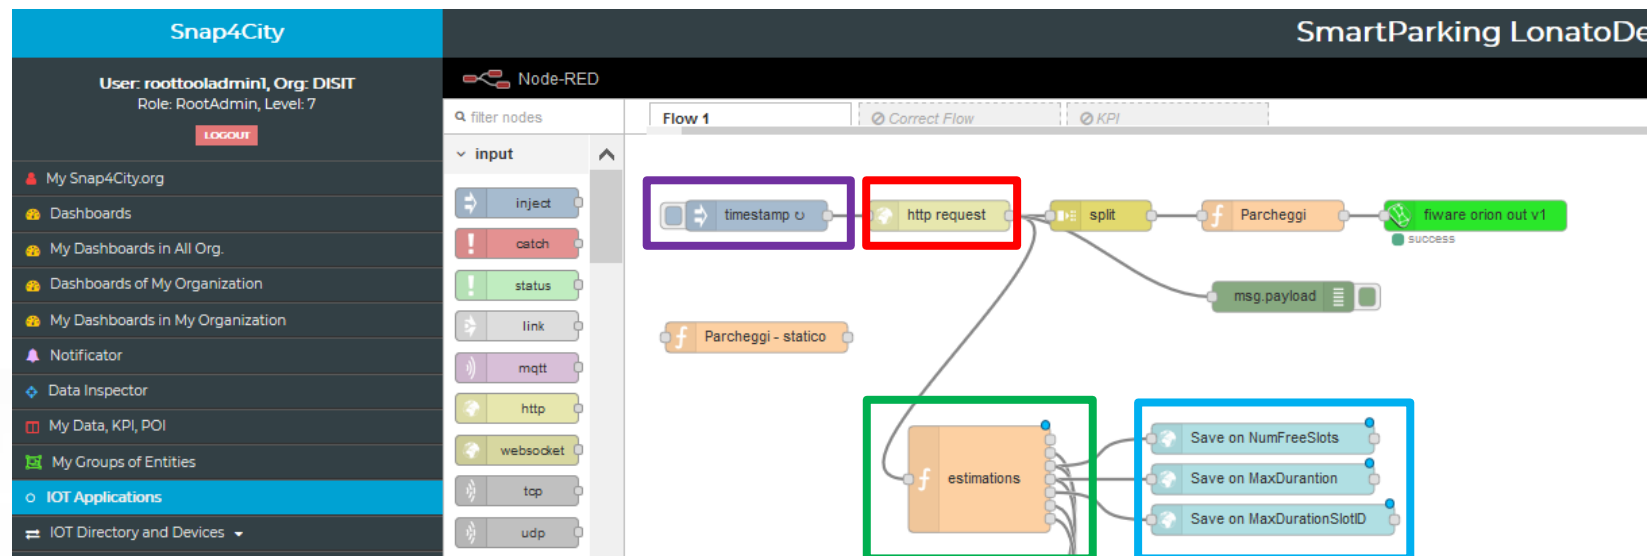 Snap4City
SmartParking LonatoDe
User: roottooladmin1, Org: DISIT
Role: RootAdmin, Level: 7
LOGOUT
My Snap4City.org
Dashboards
My Dashboards in All Org.
Dashboards of My Organization
My Dashboards in My Organization
Notificator
Data Inspector
My Data, KPI, POI
My Groups of Entities
IOT Applications
IOT Directory and Devices
Node-RED
filter nodes
input
inject
catch
status
link
mqtt
http
websocket
tcp
udp
Flow 1
Correct Flow
KPI
timestamp ↻
http request
split
Parcheggi
fiware orion out v1
success
msg.payload
Parcheggi - statico
estimations
Save on NumFreeSlots
Save on MaxDurantion
Save on MaxDurationSlotID